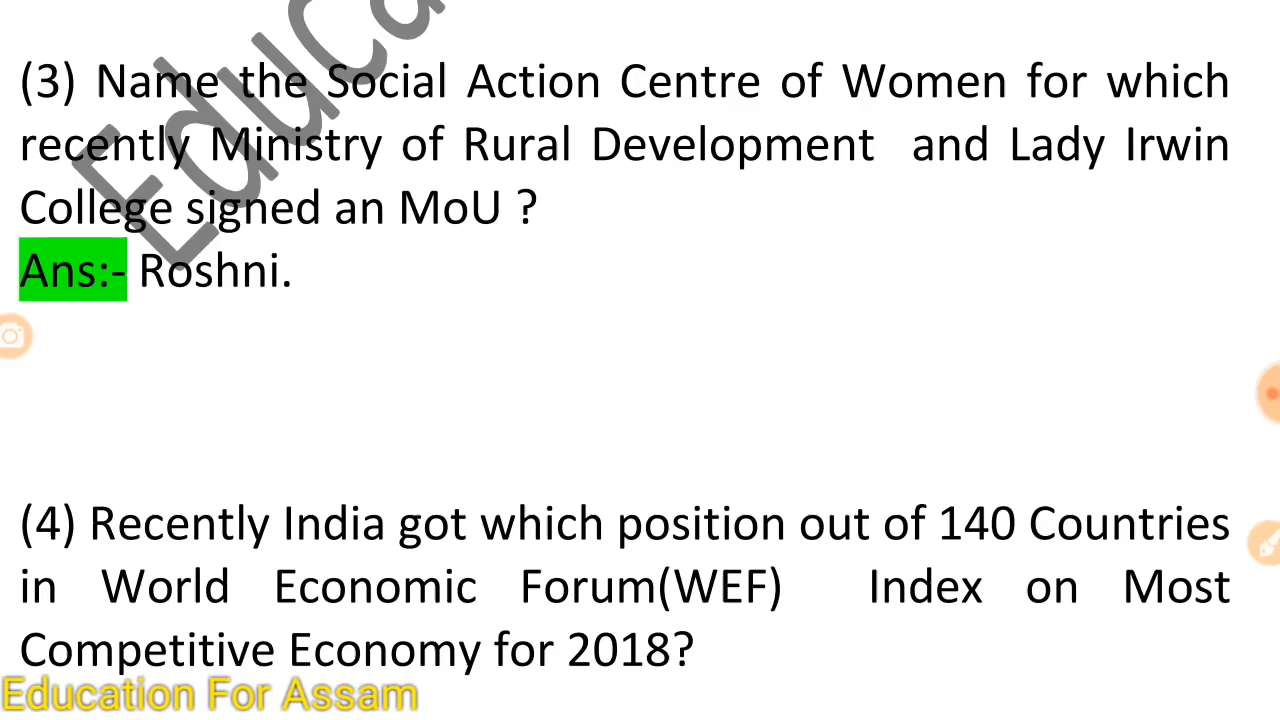 Educa
(3) Name the Social Action Centre of Women for which
recently Ministry of Rural Development and Lady Irwin
College signed an MoU ?
Ans:- Roshni.
(4) Recently India got which position out of 140 Countries
in World Economic Forum(WEF) Index on Most
Competitive Economy for 2018?
Education For Assam